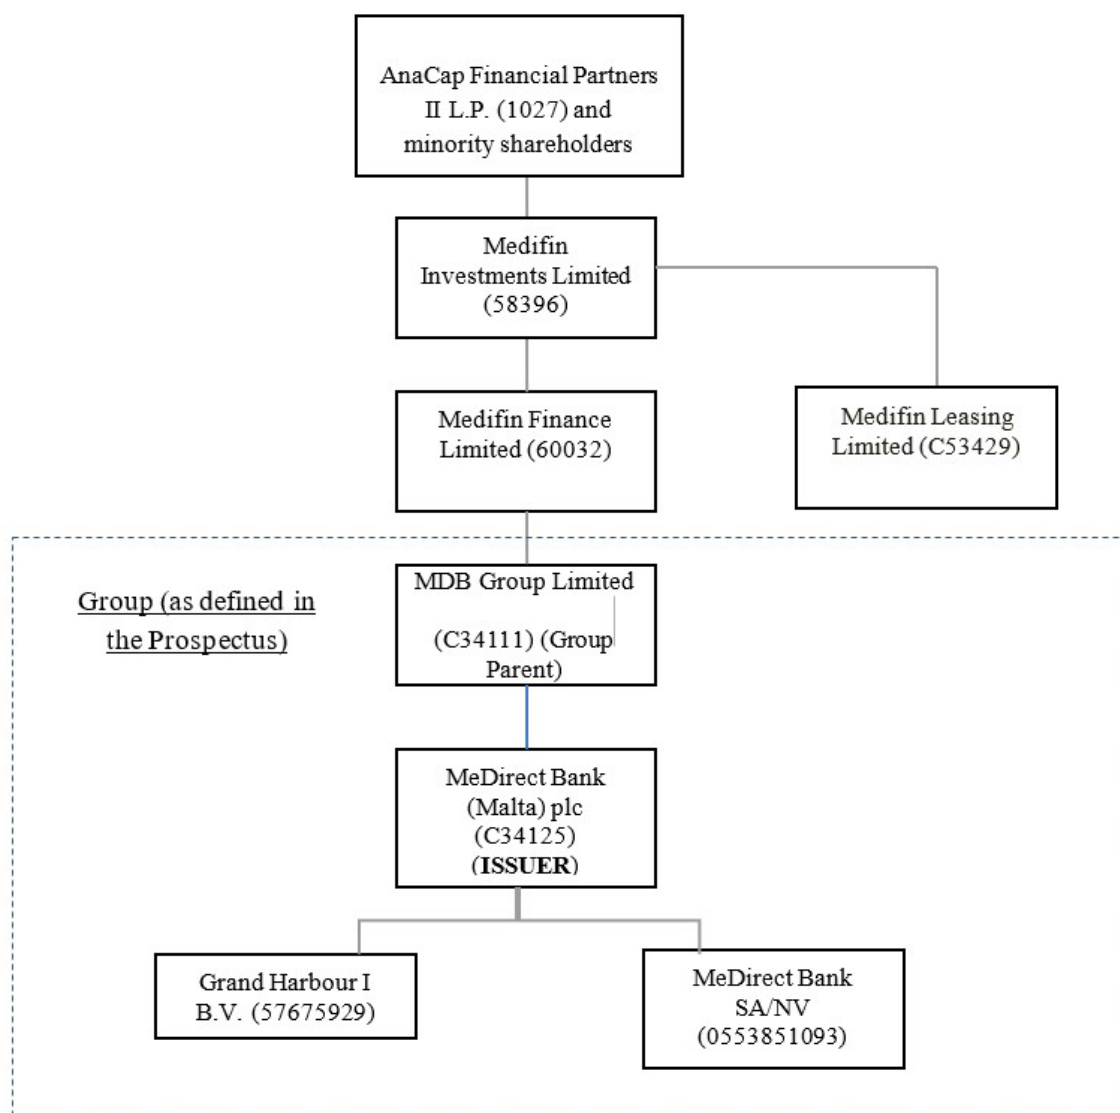 AnaCap Financial Partners
II L.P. (1027) and
minority shareholders
Medifin
Investments Limited
(58396)
Medifin Finance
Limited (60032)
Medifin Leasing
Limited (C53429)
Group (as defined in
the Prospectus)
MDB Group Limited
(C34111) (Group
Parent)
MeDirect Bank
(Malta) plc
(C34125)
(ISSUER)
Grand Harbour I
B.V. (57675929)
MeDirect Bank
SA/NV
(0553851093)